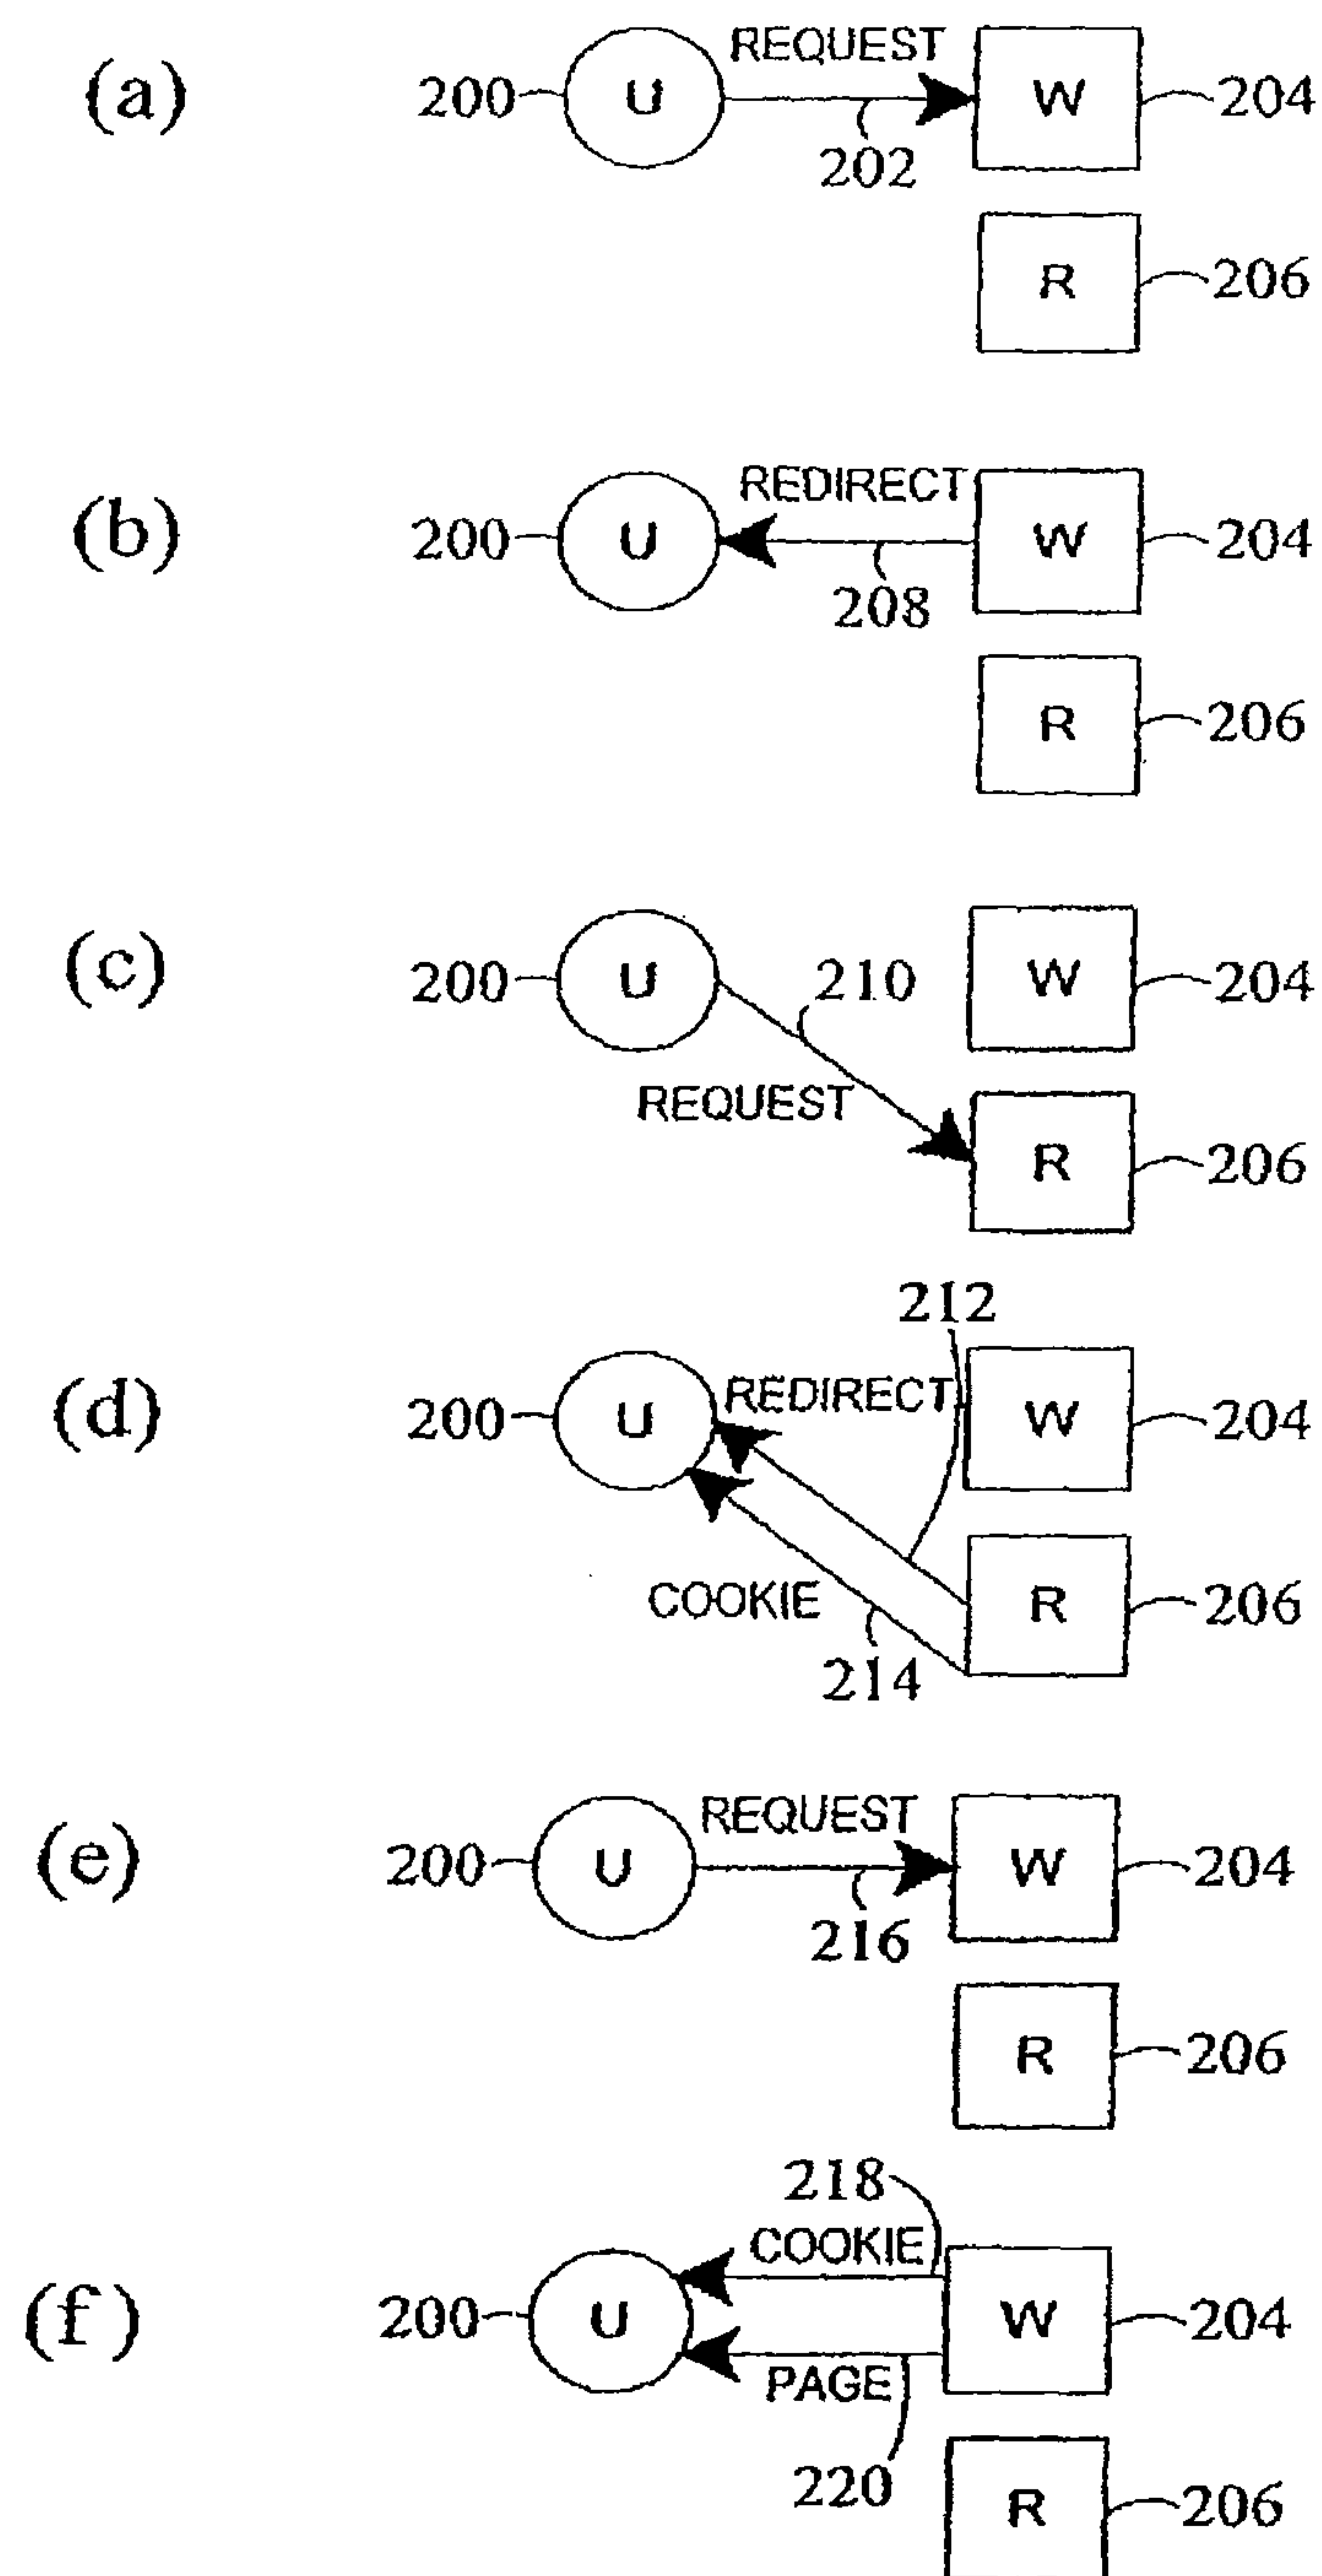 (a)
REQUEST
200
U
W
204
202
R
206
(b)
REDIRECT
200
U
W
204
208
R
206
(c)
200
U
210
W
204
REQUEST
R
206
212
(d)
REDIRECT
200
U
W
204
COOKIE
R
206
214
(e)
REQUEST
200
U
W
204
216
R
206
218
COOKIE
(f)
200
U
W
204
PAGE
220
R
206